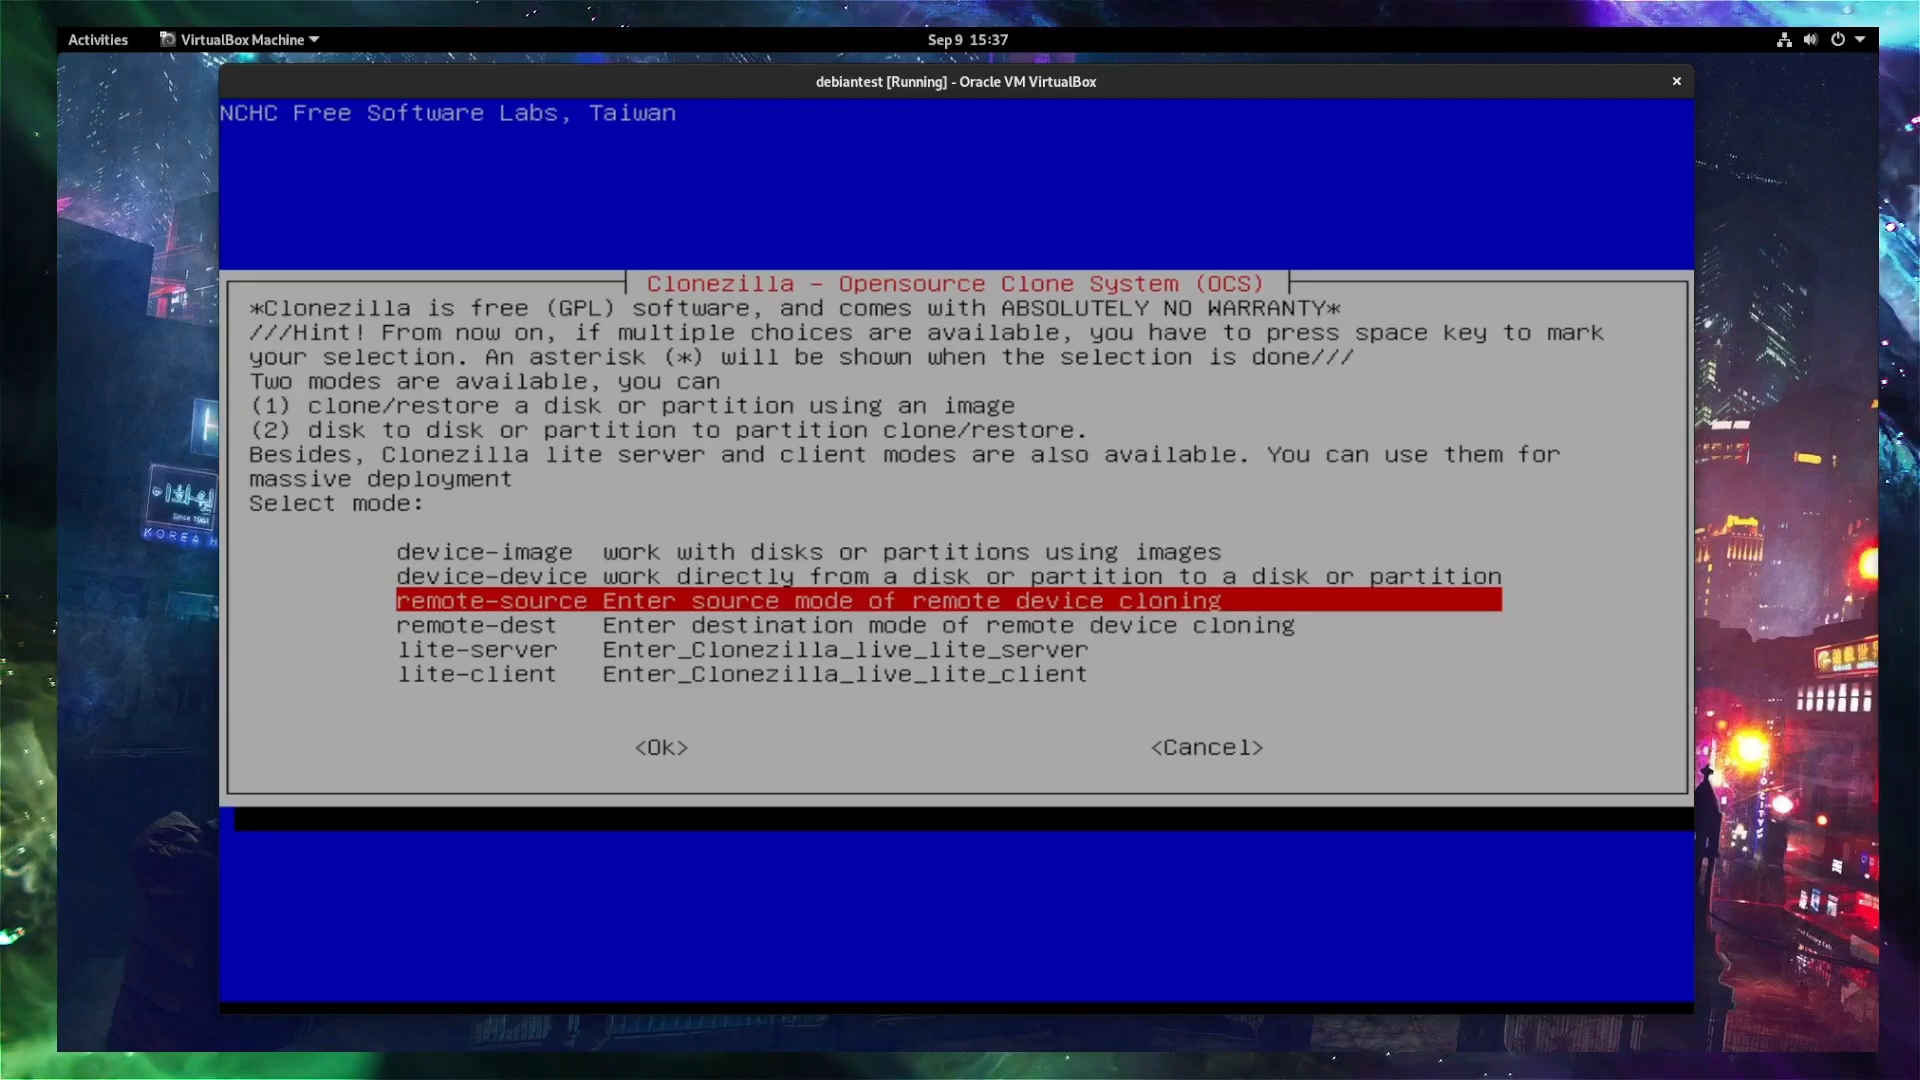 Activities
VirtualBox Machine
Sep 9 15:37
debiantest [Running] - Oracle VM VirtualBox
NCHC Free Software Labs, Taiwan
Clonezilla - Opensource Clone System (OCS)
*Clonezilla is free (GPL) software, and comes with ABSOLUTELY NO WARRANTY*
///Hint! From now on, if multiple choices are available, you have to press space key to mark
your selection. An asterisk (*) will be shown when the selection is done///
Two modes are available, you can
(1) clone/restore a disk or partition using an image
(2) disk to disk or partition to partition clone/restore.
Besides, Clonezilla lite server and client modes are also available. You can use them for
massive deployment
Select mode:
device-image work with disks or partitions using images
device-device work directly from a disk or partition to a disk or partition
remote-source Enter source mode of remote device cloning
remote-dest Enter destination mode of remote device cloning
lite-server Enter_Clonezilla_live_lite_server
lite-client Enter_Clonezilla_live_lite_client
<Ok> <Cancel>
KOREA